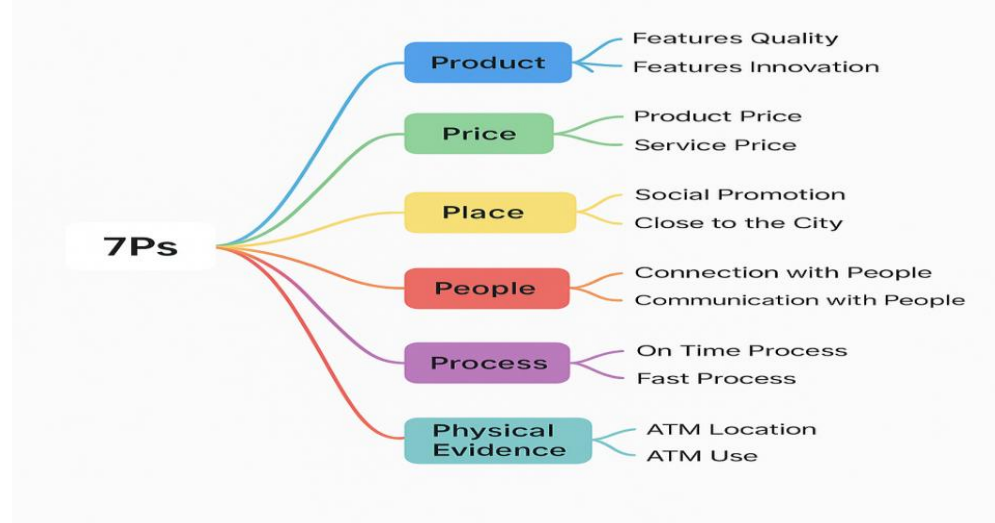 7Ps
Product
Features Quality
Features Innovation
Price
Product Price
Service Price
Place
Social Promotion
Close to the City
People
Connection with People
Communication with People
Process
On Time Process
Fast Process
Physical
Evidence
ATM Location
ATM Use